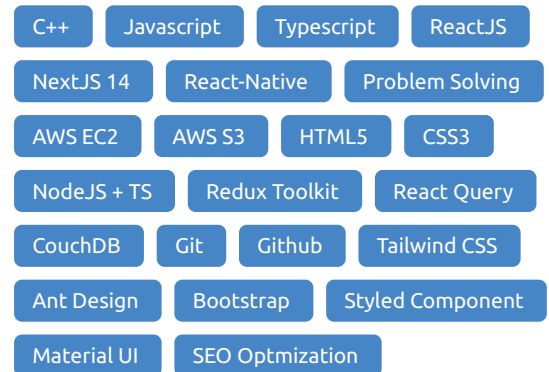 C++ Javascript Typescript ReactJS
NextJS 14 React-Native Problem Solving
AWS EC2 AWS S3 HTML5 CSS3
NodeJS + TS Redux Toolkit React Query
CouchDB Git Github Tailwind CSS
Ant Design Bootstrap Styled Component
Material UI SEO Optmization